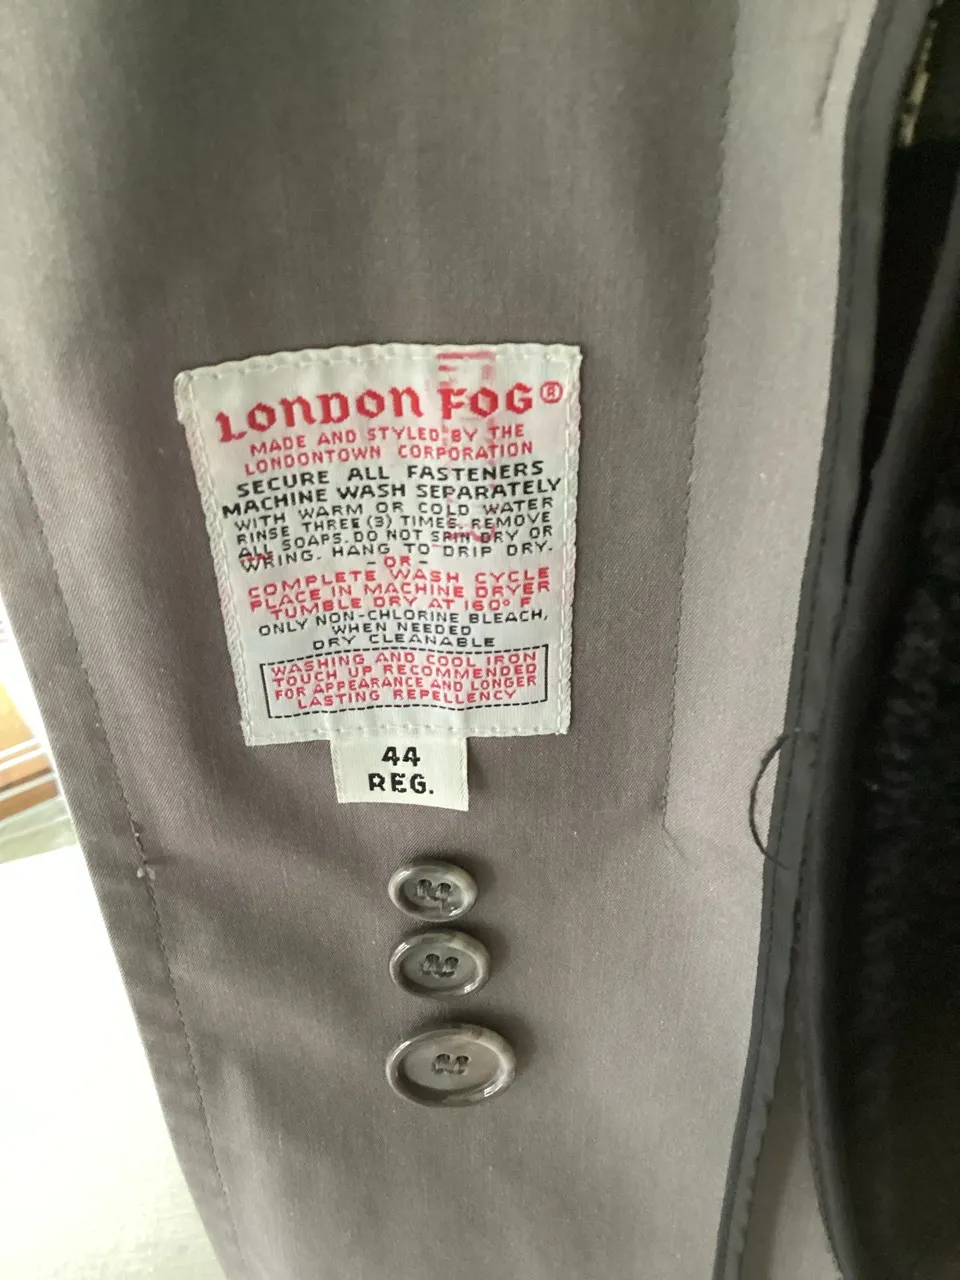 LONDON FOG®
MADE AND STYLED BY THE
LONDONTOWN CORPORATION
SECURE ALL FASTENERS
MACHINE WASH SEPARATELY
WITH WARM OR COLD WATER
RINSE THREE (3) TIMES. REMOVE
ALL SOAPS. DO NOT SPIN DRY OR
WRING. HANG TO DRIP DRY.
- OR -
COMPLETE WASH CYCLE
PLACE IN MACHINE DRYER
TUMBLE DRY AT 160° F
ONLY NON-CHLORINE BLEACH,
WHEN NEEDED
DRY CLEANABLE
WASHING AND COOL IRON
TOUCH UP RECOMMENDED
FOR APPEARANCE AND LONGER
LASTING REPELLENCY
44
REG.